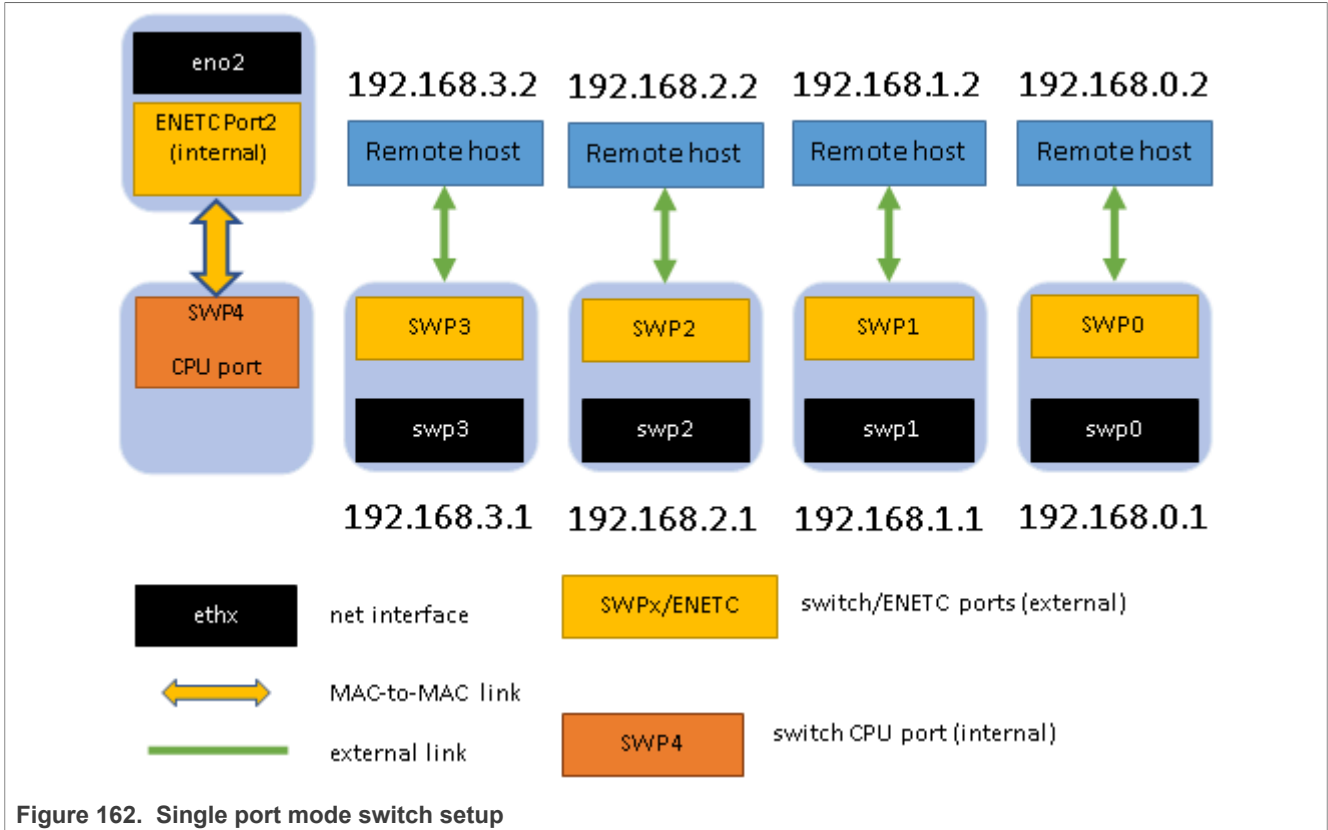 eno2
ENETC Port2
(internal)
192.168.3.2 192.168.2.2 192.168.1.2 192.168.0.2
Remote host Remote host Remote host Remote host
SWP4
CPU port
SWP3 SWP2 SWP1 SWP0
swp3 swp2 swp1 swp0
192.168.3.1 192.168.2.1 192.168.1.1 192.168.0.1
ethx net interface
SWPx/ENETC switch/ENETC ports (external)
MAC-to-MAC link
external link
SWP4 switch CPU port (internal)
Figure 162. Single port mode switch setup